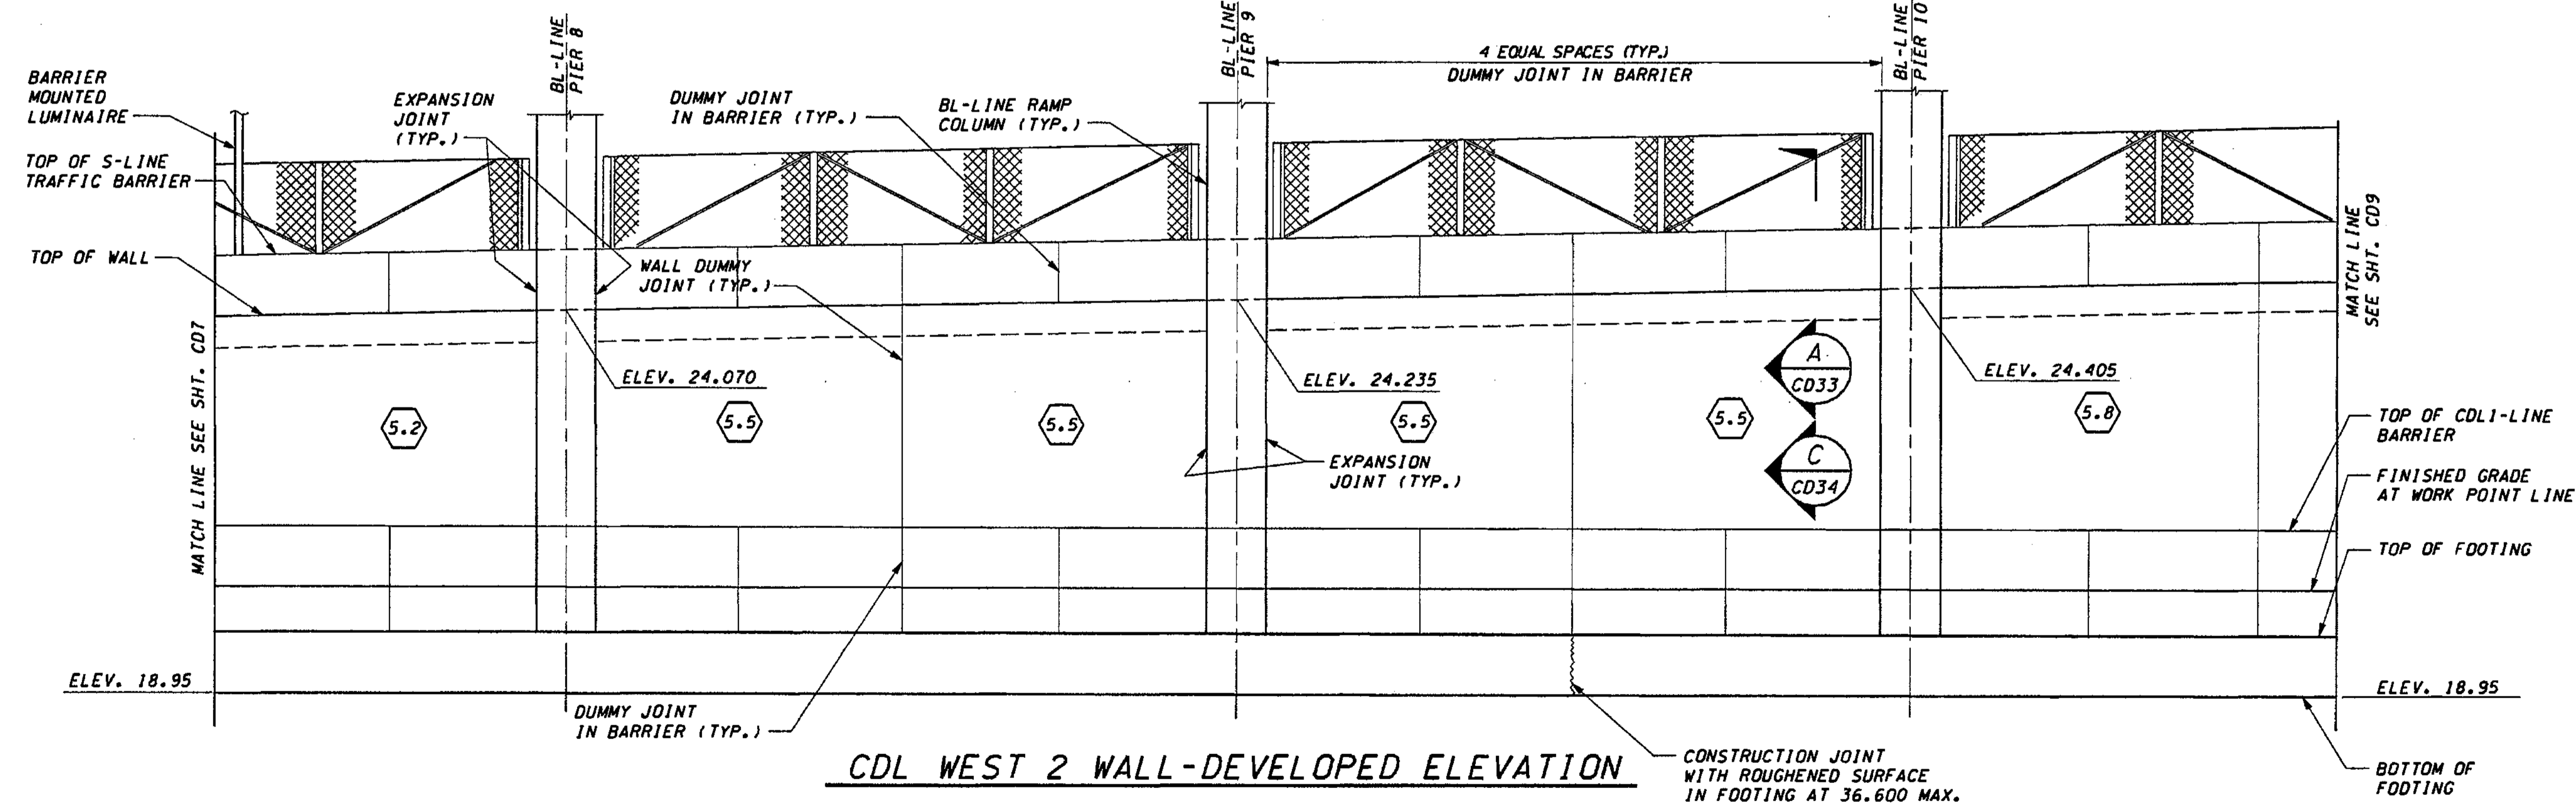 BL-LINE
PIER 8
BL-LINE
PIER 9
BL-LINE
PIER 10
4 EQUAL SPACES (TYP.)
DUMMY JOINT IN BARRIER
BARRIER
MOUNTED
LUMINAIRE
EXPANSION
JOINT
(TYP.)
DUMMY JOINT
IN BARRIER (TYP.)
BL-LINE RAMP
COLUMN (TYP.)
TOP OF S-LINE
TRAFFIC BARRIER
TOP OF WALL
WALL DUMMY
JOINT (TYP.)
MATCH LINE SEE SHT. CD7
MATCH LINE
SEE SHT. CD9
ELEV. 24.070
ELEV. 24.235
ELEV. 24.405
A
CD33
C
CD34
5.2
5.5
5.5
5.5
5.5
5.8
EXPANSION
JOINT (TYP.)
TOP OF CDL1-LINE
BARRIER
FINISHED GRADE
AT WORK POINT LINE
TOP OF FOOTING
ELEV. 18.95
ELEV. 18.95
DUMMY JOINT
IN BARRIER (TYP.)
CONSTRUCTION JOINT
WITH ROUGHENED SURFACE
IN FOOTING AT 36.600 MAX.
BOTTOM OF
FOOTING
CDL WEST 2 WALL-DEVELOPED ELEVATION